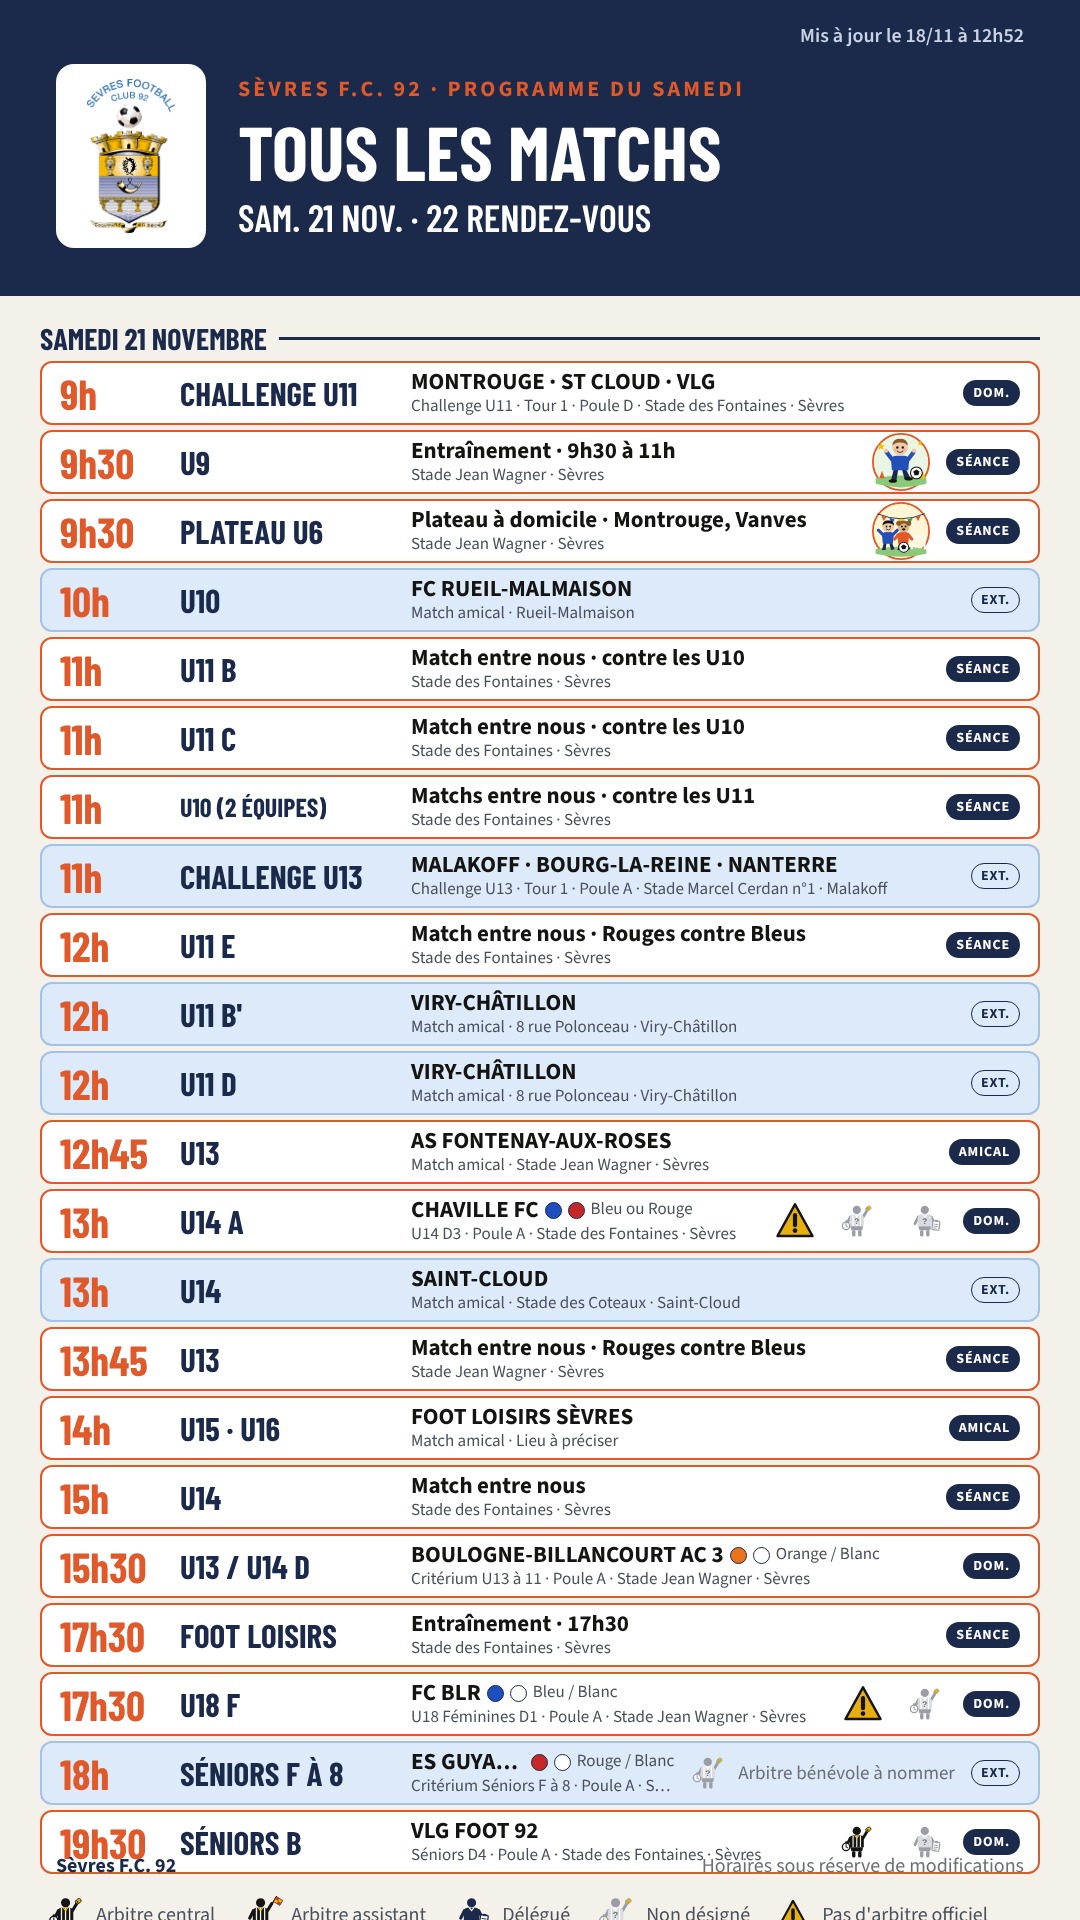 Mis à jour le 18/11 à 12h52
SEVRES FOOTBALL
CLUB 92
SÈVRES F.C. 92 · PROGRAMME DU SAMEDI
TOUS LES MATCHS
SAM. 21 NOV. · 22 RENDEZ-VOUS
SAMEDI 21 NOVEMBRE
9h CHALLENGE U11 MONTROUGE · ST CLOUD · VLG DOM.
Challenge U11 · Tour 1 · Poule D · Stade des Fontaines · Sèvres
9h30 U9 Entraînement · 9h30 à 11h SÉANCE
Stade Jean Wagner · Sèvres
9h30 PLATEAU U6 Plateau à domicile · Montrouge, Vanves SÉANCE
Stade Jean Wagner · Sèvres
10h U10 FC RUEIL-MALMAISON EXT.
Match amical · Rueil-Malmaison
11h U11 B Match entre nous · contre les U10 SÉANCE
Stade des Fontaines · Sèvres
11h U11 C Match entre nous · contre les U10 SÉANCE
Stade des Fontaines · Sèvres
11h U10 (2 ÉQUIPES) Matchs entre nous · contre les U11 SÉANCE
Stade des Fontaines · Sèvres
11h CHALLENGE U13 MALAKOFF · BOURG-LA-REINE · NANTERRE EXT.
Challenge U13 · Tour 1 · Poule A · Stade Marcel Cerdan n°1 · Malakoff
12h U11 E Match entre nous · Rouges contre Bleus SÉANCE
Stade des Fontaines · Sèvres
12h U11 B' VIRY-CHÂTILLON EXT.
Match amical · 8 rue Polonceau · Viry-Châtillon
12h U11 D VIRY-CHÂTILLON EXT.
Match amical · 8 rue Polonceau · Viry-Châtillon
12h45 U13 AS FONTENAY-AUX-ROSES AMICAL
Match amical · Stade Jean Wagner · Sèvres
13h U14 A CHAVILLE FC Bleu ou Rouge DOM.
U14 D3 · Poule A · Stade des Fontaines · Sèvres
13h U14 SAINT-CLOUD EXT.
Match amical · Stade des Coteaux · Saint-Cloud
13h45 U13 Match entre nous · Rouges contre Bleus SÉANCE
Stade Jean Wagner · Sèvres
14h U15 · U16 FOOT LOISIRS SÈVRES AMICAL
Match amical · Lieu à préciser
15h U14 Match entre nous SÉANCE
Stade des Fontaines · Sèvres
15h30 U13 / U14 D BOULOGNE-BILLANCOURT AC 3 Orange / Blanc DOM.
Critérium U13 à 11 · Poule A · Stade Jean Wagner · Sèvres
17h30 FOOT LOISIRS Entraînement · 17h30 SÉANCE
Stade des Fontaines · Sèvres
17h30 U18 F FC BLR Bleu / Blanc DOM.
U18 Féminines D1 · Poule A · Stade Jean Wagner · Sèvres
18h SÉNIORS F À 8 ES GUYA... Rouge / Blanc Arbitre bénévole à nommer EXT.
Critérium Séniors F à 8 · Poule A · S...
19h30 SÉNIORS B VLG FOOT 92 DOM.
Séniors D4 · Poule A · Stade des Fontaines · Sèvres
Sèvres F.C. 92 Horaires sous réserve de modifications
Arbitre central Arbitre assistant Délégué Non désigné Pas d'arbitre officiel